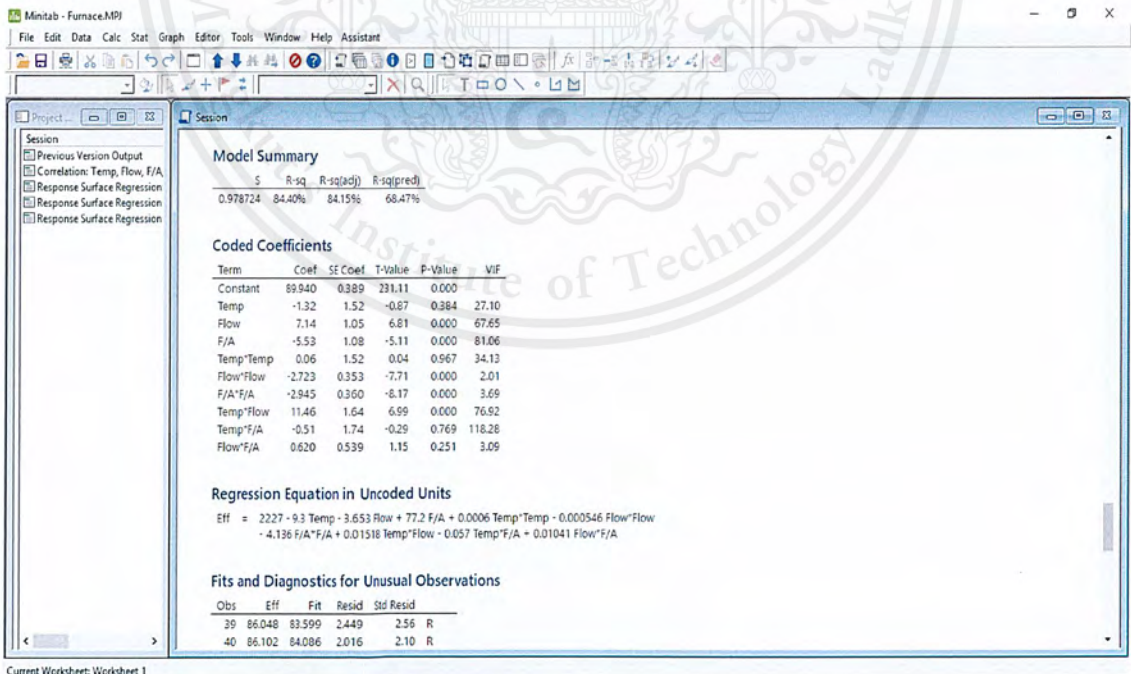 Minitab - Furnace.MPJ
File Edit Data Calc Stat Graph Editor Tools Window Help Assistant
Project ...
Session
Previous Version Output
Correlation: Temp, Flow, F/A,
Response Surface Regression
Response Surface Regression
Response Surface Regression
Session
Model Summary
S R-sq R-sq(adj) R-sq(pred)
0.978724 84.40% 84.15% 68.47%
Coded Coefficients
Term Coef SE Coef T-Value P-Value VIF
Constant 89.940 0.389 231.11 0.000
Temp -1.32 1.52 -0.87 0.384 27.10
Flow 7.14 1.05 6.81 0.000 67.65
F/A -5.53 1.08 -5.11 0.000 81.06
Temp*Temp 0.06 1.52 0.04 0.967 34.13
Flow*Flow -2.723 0.353 -7.71 0.000 2.01
F/A*F/A -2.945 0.360 -8.17 0.000 3.69
Temp*Flow 11.46 1.64 6.99 0.000 76.92
Temp*F/A -0.51 1.74 -0.29 0.769 118.28
Flow*F/A 0.620 0.539 1.15 0.251 3.09
Regression Equation in Uncoded Units
Eff = 2227 - 9.3 Temp - 3.653 Flow + 77.2 F/A + 0.0006 Temp*Temp - 0.000546 Flow*Flow
- 4.136 F/A*F/A + 0.01518 Temp*Flow - 0.057 Temp*F/A + 0.01041 Flow*F/A
Fits and Diagnostics for Unusual Observations
Obs Eff Fit Resid Std Resid
39 86.048 83.599 2.449 2.56 R
40 86.102 84.086 2.016 2.10 R
Current Worksheet: Worksheet 1
Institute of Technology Ladk